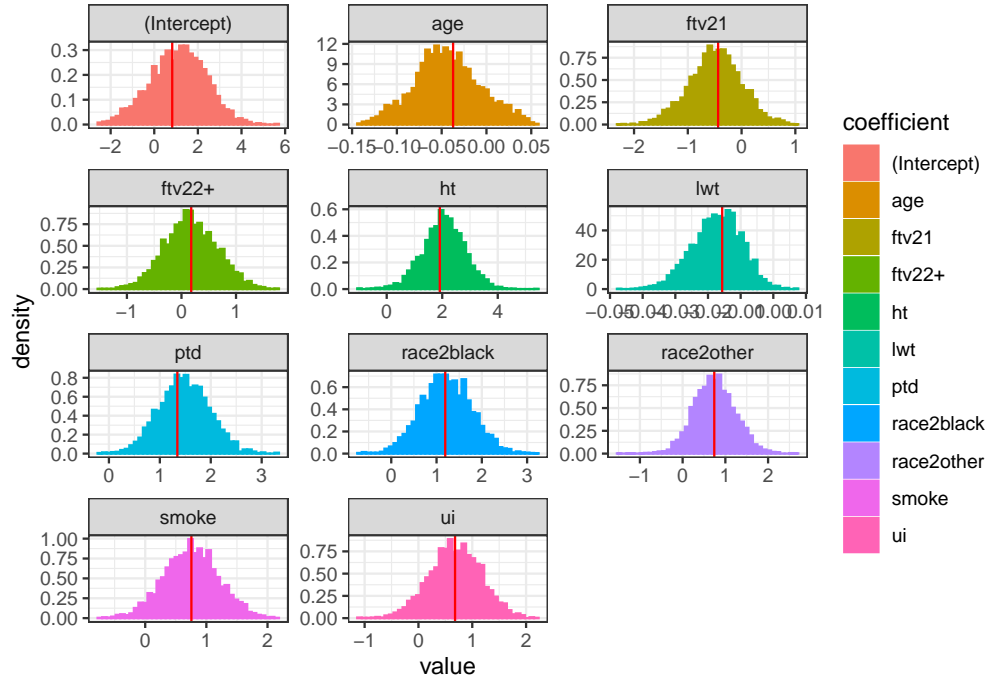 (Intercept) age ftv21
0.3
0.2
0.1
0.0
−2 0 2 4 6
12
9
6
3
0
−0.15 −0.10 −0.05 0.00 0.05
0.75
0.50
0.25
0.00
−2 −1 0 1
ftv22+ ht lwt
0.75
0.50
0.25
0.00
−1 0 1
0.6
0.4
0.2
0.0
0 2 4
40
20
0
−0.05 −0.04 −0.03 −0.02 −0.01 0.00 0.01
ptd race2black race2other
0.8
0.6
0.4
0.2
0.0
0 1 2 3
0.6
0.4
0.2
0.0
0 1 2 3
0.75
0.50
0.25
0.00
−1 0 1 2
smoke ui
1.00
0.75
0.50
0.25
0.00
0 1 2
0.75
0.50
0.25
0.00
−1 0 1 2
value
density
coefficient
(Intercept)
age
ftv21
ftv22+
ht
lwt
ptd
race2black
race2other
smoke
ui